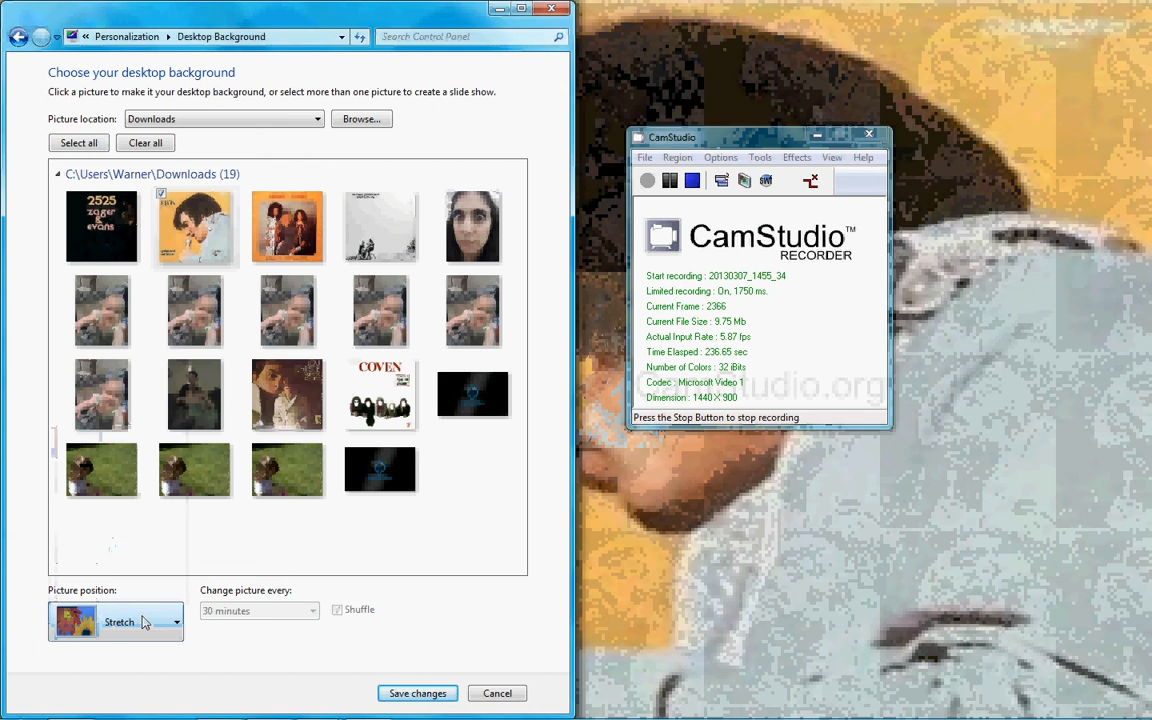 « Personalization ▸ Desktop Background
Search Control Panel
Choose your desktop background
Click a picture to make it your desktop background, or select more than one picture to create a slide show.
Picture location:
Downloads
Browse...
Select all
Clear all
C:\Users\Warner\Downloads (19)
2525
zager &
evans
COVEN
Picture position:
Stretch
Change picture every:
30 minutes
Shuffle
Save changes
Cancel
CamStudio
File Region Options Tools Effects View Help
CamStudio™
RECORDER
Start recording : 20130307_1455_34
Limited recording : On, 1750 ms.
Current Frame : 2366
Current File Size : 9.75 Mb
Actual Input Rate : 5.87 fps
Time Elasped : 236.65 sec
Number of Colors : 32 iBits
Codec : Microsoft Video 1
Dimension : 1440 X 900
CamStudio.org
Press the Stop Button to stop recording